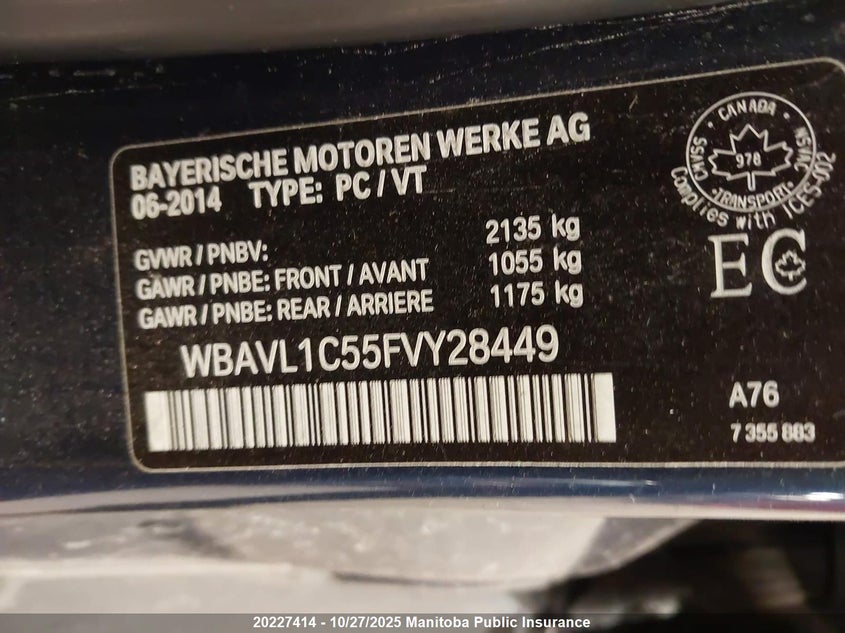 BAYERISCHE MOTOREN WERKE AG
06-2014 TYPE: PC / VT
GVWR / PNBV: 2135 kg
GAWR / PNBE: FRONT / AVANT 1055 kg
GAWR / PNBE: REAR / ARRIERE 1175 kg
WBAVL1C55FVY28449
CANADA
CMVSS
978
NSVAC
TRANSPORT
Complies with ICES-002
EC
A76
7 355 883
20227414 - 10/27/2025 Manitoba Public Insurance